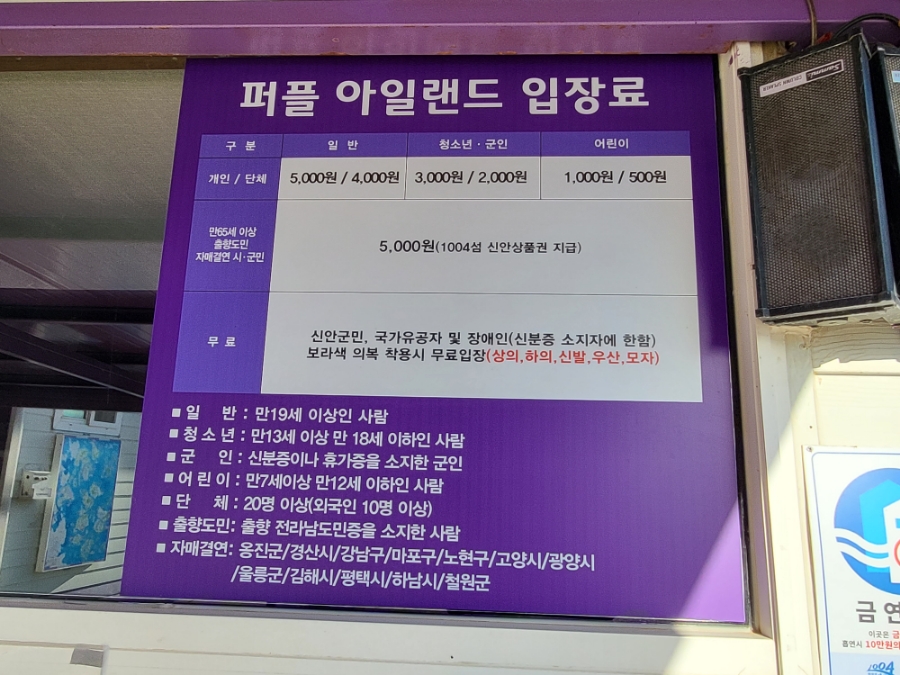 퍼플 아일랜드 입장료
구 분 일 반 청소년·군인 어린이
개인 / 단체 5,000원 / 4,000원 3,000원 / 2,000원 1,000원 / 500원
만65세 이상
출향도민
자매결연 시·군민
5,000원(1004섬 신안상품권 지급)
무 료
신안군민, 국가유공자 및 장애인(신분증 소지자에 한함)
보라색 의복 착용시 무료입장(상의,하의,신발,우산,모자)
■ 일 반 : 만19세 이상인 사람
■ 청 소 년 : 만13세 이상 만 18세 이하인 사람
■ 군 인 : 신분증이나 휴가증을 소지한 군인
■ 어 린 이 : 만7세이상 만12세 이하인 사람
■ 단 체 : 20명 이상(외국인 10명 이상)
■ 출향도민: 출향 전라남도민증을 소지한 사람
■ 자매결연: 옹진군/경산시/강남구/마포구/노현구/고양시/광양시
/울릉군/김해시/평택시/하남시/철원군
금 연
이곳은 금
흡연시 10만원의
1004